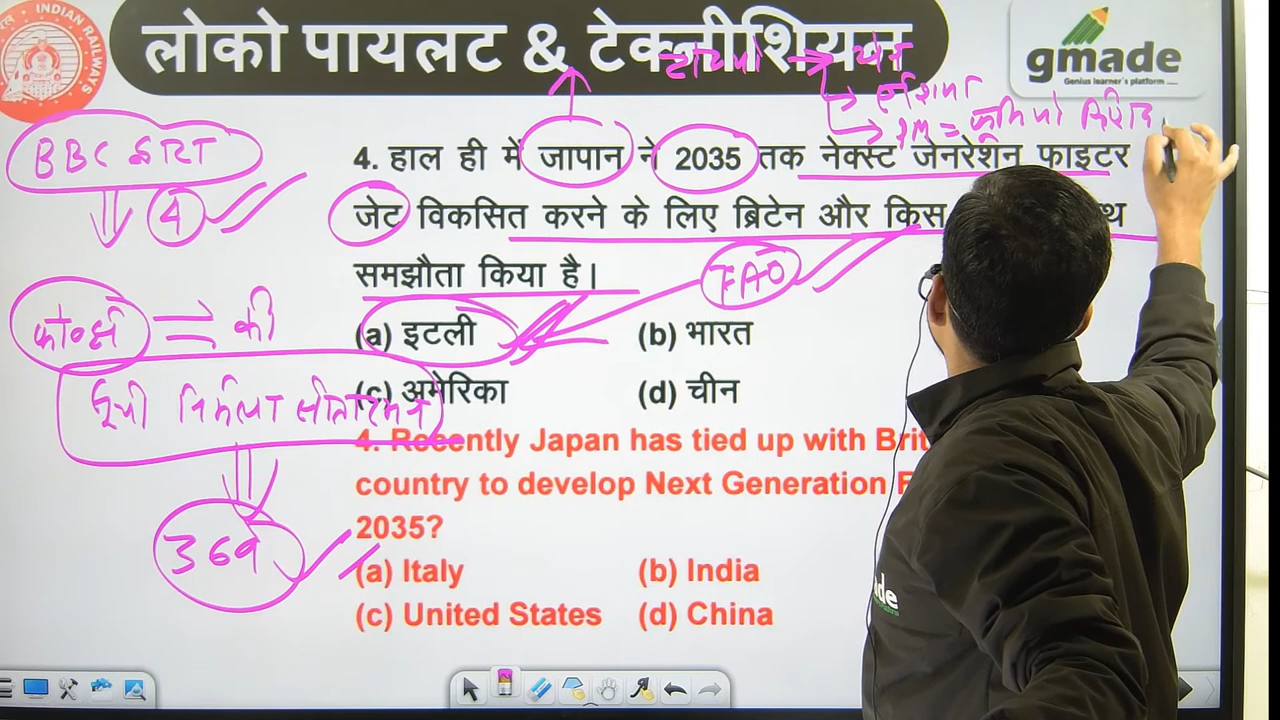 INDIAN RAILWAYS
लोको पायलट & टेक्नीशियन
gmade
Genius learner's platform
BBC
4
4. हाल ही में जापान ने 2035 तक नेक्स्ट जेनरेशन फाइटर
जेट विकसित करने के लिए ब्रिटेन और किस
समझौता किया है।
FAO
(a) इटली (b) भारत
(c) अमेरिका (d) चीन
4. Recently Japan has tied up with Brit
country to develop Next Generation F
2035?
(a) Italy (b) India
(c) United States (d) China
की
369